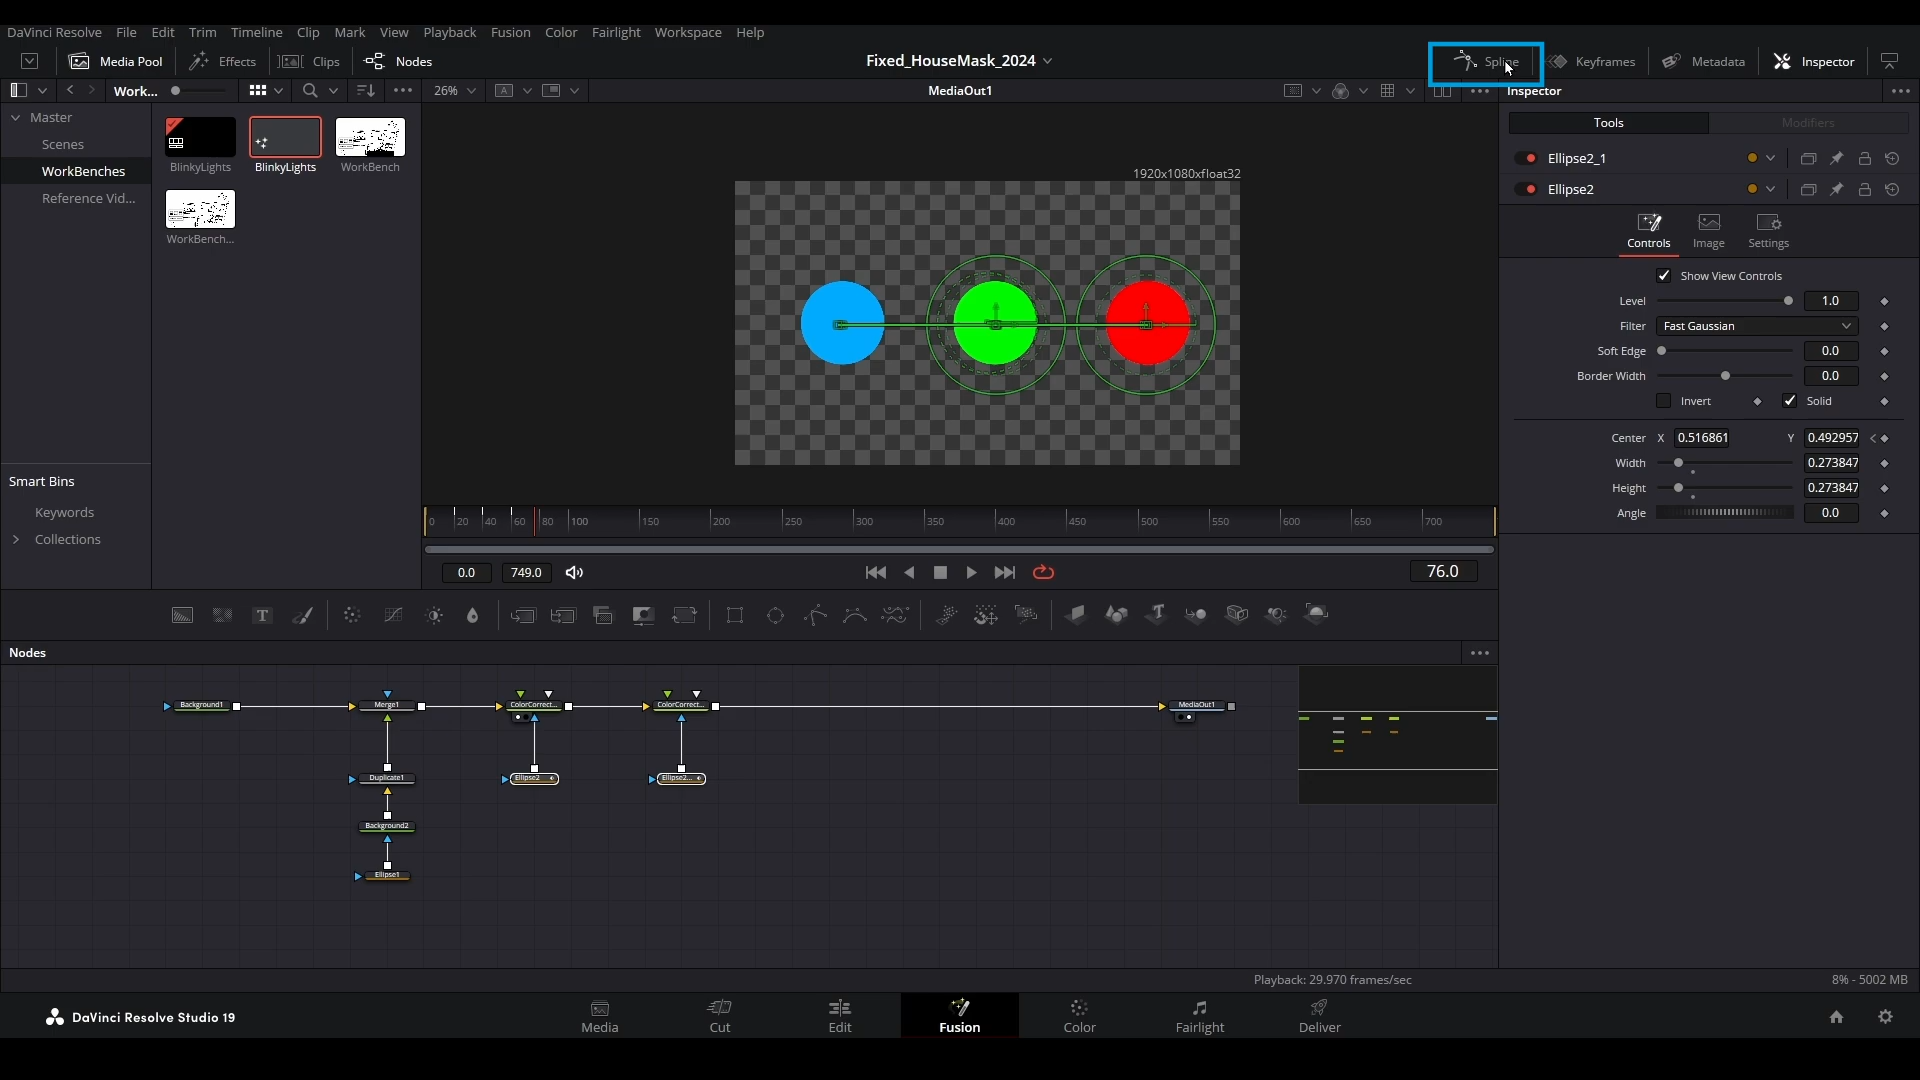 DaVinci Resolve File Edit Trim Timeline Clip Mark View Playback Fusion Color Fairlight Workspace Help
Media Pool Effects Clips Nodes Fixed_HouseMask_2024 Spline Keyframes Metadata Inspector
Work... 26% A MediaOut1 Inspector
Master
Scenes
WorkBenches
Reference Vid...
BlinkyLights BlinkyLights WorkBench
WorkBench...
Smart Bins
Keywords
Collections
1920x1080xfloat32
Tools Modifiers
Ellipse2_1
Ellipse2
Controls Image Settings
Show View Controls
Level 1.0
Filter Fast Gaussian
Soft Edge 0.0
Border Width 0.0
Invert Solid
Center X 0.516861 Y 0.492957
Width 0.273847
Height 0.273847
Angle 0.0
0 20 40 60 80 100 150 200 250 300 350 400 450 500 550 600 650 700
0.0 749.0 76.0
T
Nodes
Background1 Merge1 ColorCorrect... ColorCorrect... MediaOut1
Duplicate1 Ellipse2 Ellipse2...
Background2
Ellipse1
Playback: 29.970 frames/sec 8% - 5002 MB
DaVinci Resolve Studio 19 Media Cut Edit Fusion Color Fairlight Deliver